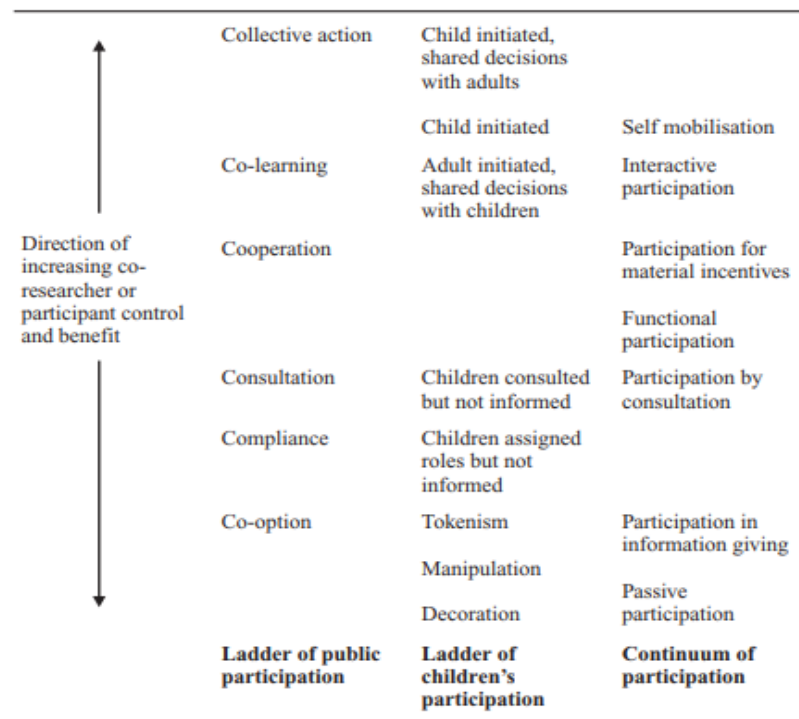 Collective action
Child initiated,
shared decisions
with adults
Child initiated
Self mobilisation
Co-learning
Adult initiated,
shared decisions
with children
Interactive
participation
Direction of
increasing co-
researcher or
participant control
and benefit
Cooperation
Participation for
material incentives
Functional
participation
Consultation
Children consulted
but not informed
Participation by
consultation
Compliance
Children assigned
roles but not
informed
Co-option
Tokenism
Participation in
information giving
Manipulation
Passive
participation
Decoration
Ladder of public
participation
Ladder of
children’s
participation
Continuum of
participation